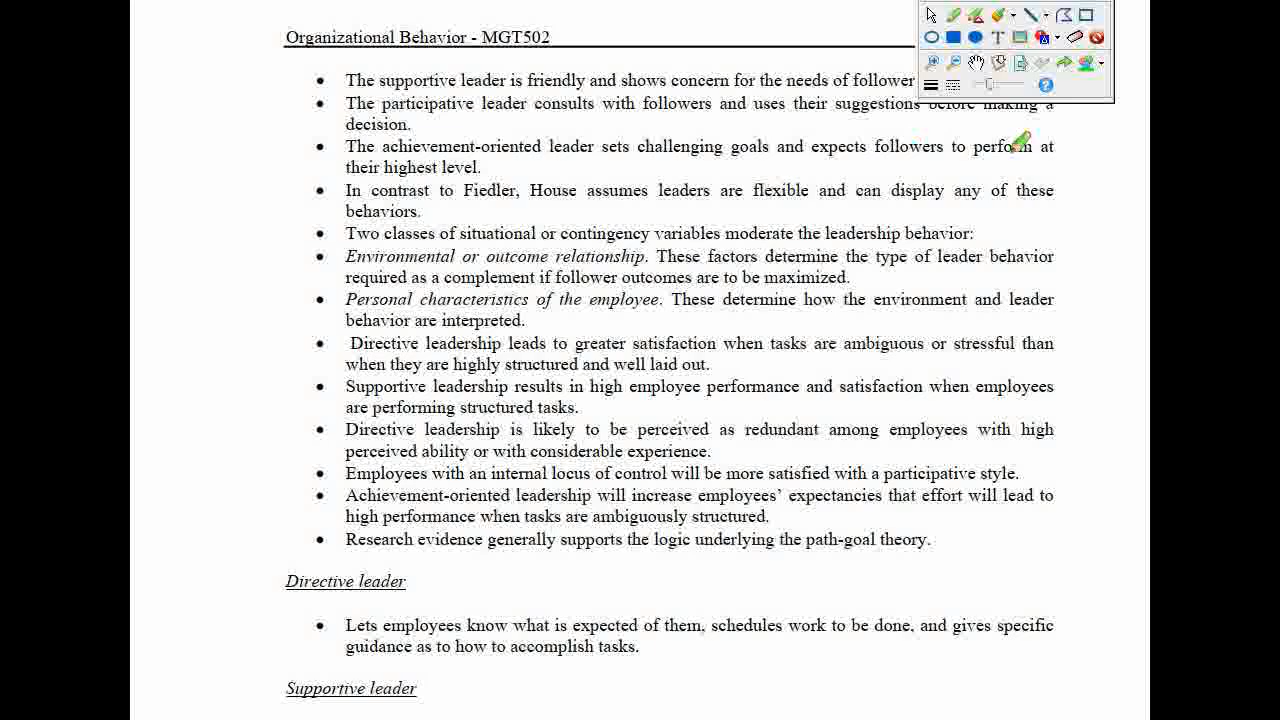 Organizational Behavior - MGT502
• The supportive leader is friendly and shows concern for the needs of follower
• The participative leader consults with followers and uses their suggestions before making a
decision.
• The achievement-oriented leader sets challenging goals and expects followers to perform at
their highest level.
• In contrast to Fiedler, House assumes leaders are flexible and can display any of these
behaviors.
• Two classes of situational or contingency variables moderate the leadership behavior:
• Environmental or outcome relationship. These factors determine the type of leader behavior
required as a complement if follower outcomes are to be maximized.
• Personal characteristics of the employee. These determine how the environment and leader
behavior are interpreted.
• Directive leadership leads to greater satisfaction when tasks are ambiguous or stressful than
when they are highly structured and well laid out.
• Supportive leadership results in high employee performance and satisfaction when employees
are performing structured tasks.
• Directive leadership is likely to be perceived as redundant among employees with high
perceived ability or with considerable experience.
• Employees with an internal locus of control will be more satisfied with a participative style.
• Achievement-oriented leadership will increase employees’ expectancies that effort will lead to
high performance when tasks are ambiguously structured.
• Research evidence generally supports the logic underlying the path-goal theory.
Directive leader
• Lets employees know what is expected of them, schedules work to be done, and gives specific
guidance as to how to accomplish tasks.
Supportive leader